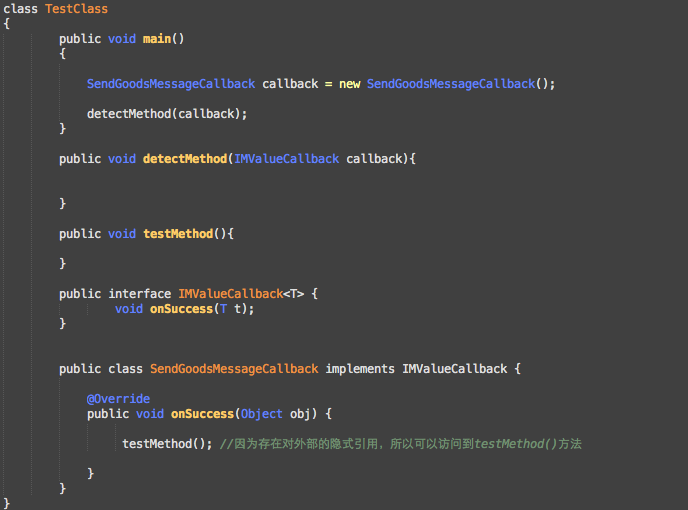 class TestClass
{
public void main()
{
SendGoodsMessageCallback callback = new SendGoodsMessageCallback();
detectMethod(callback);
}
public void detectMethod(IMValueCallback callback){
}
public void testMethod(){
}
public interface IMValueCallback<T> {
void onSuccess(T t);
}
public class SendGoodsMessageCallback implements IMValueCallback {
@Override
public void onSuccess(Object obj) {
testMethod(); //因为存在对外部的隐式引用，所以可以访问到testMethod()方法
}
}
}